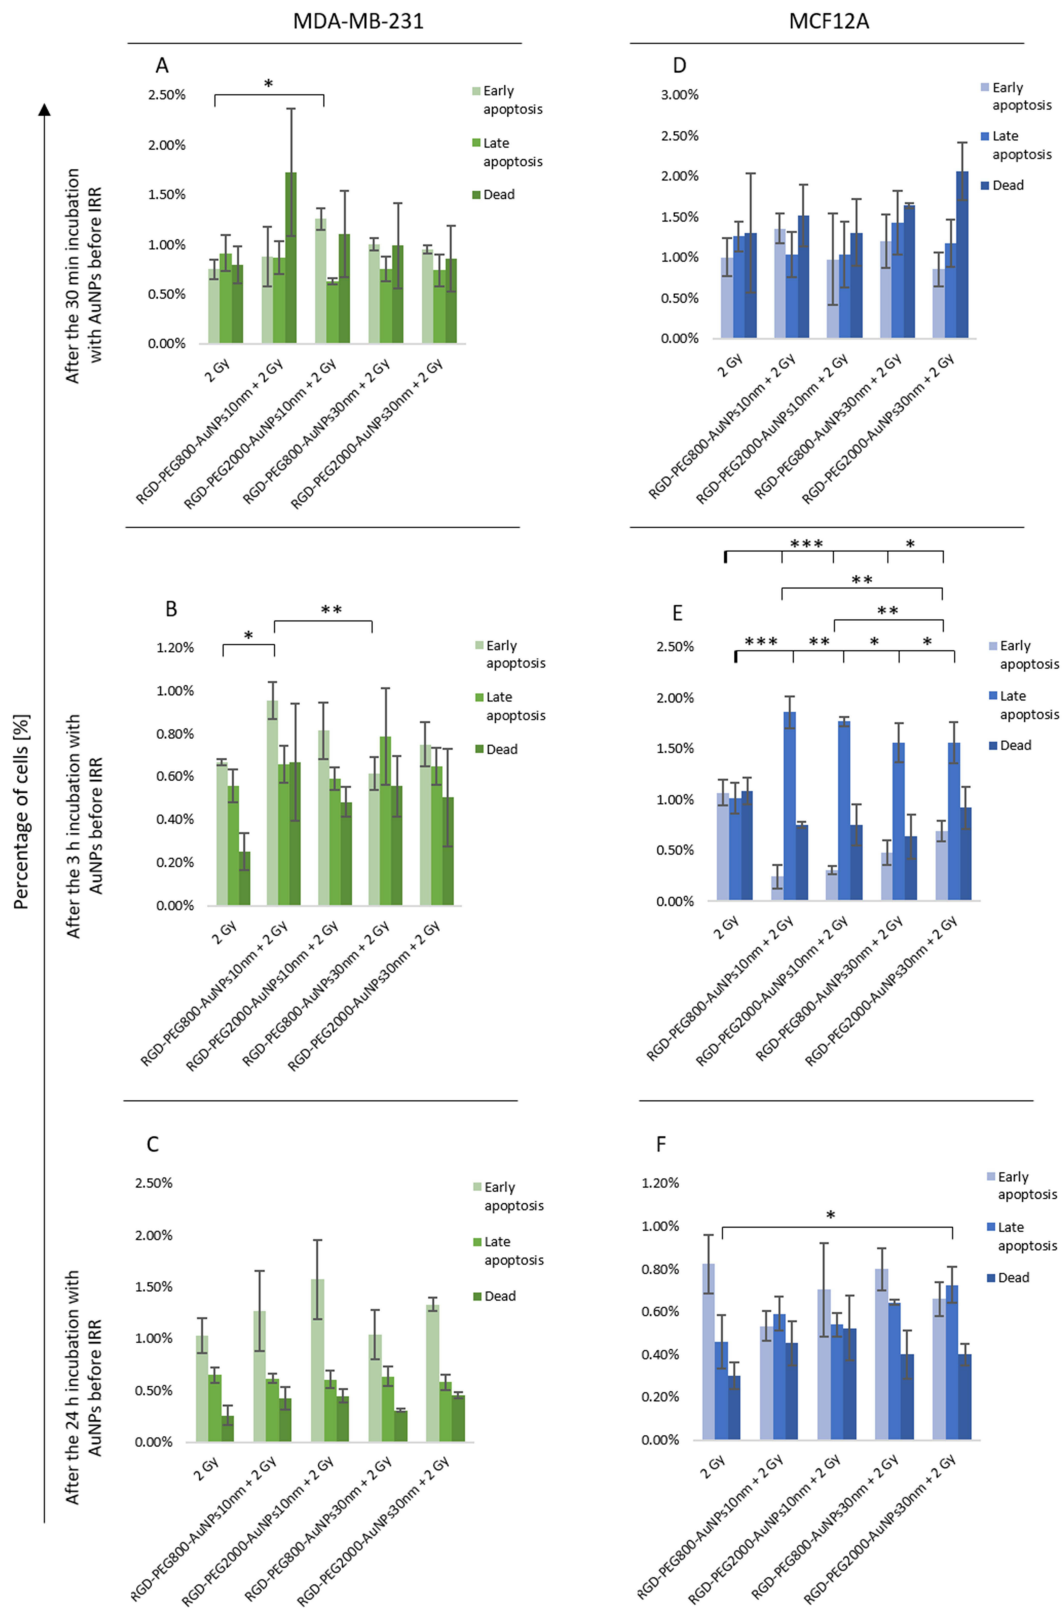 MDA-MB-231
MCF12A
Percentage of cells [%]
After the 30 min incubation
with AuNPs before IRR
A
*
2.50%
2.00%
1.50%
1.00%
0.50%
0.00%
Early
apoptosis
Late
apoptosis
Dead
2 Gy
RGD-PEG800-AuNPs10nm + 2 Gy
RGD-PEG2000-AuNPs10nm + 2 Gy
RGD-PEG800-AuNPs30nm + 2 Gy
RGD-PEG2000-AuNPs30nm + 2 Gy
D
3.00%
2.50%
2.00%
1.50%
1.00%
0.50%
0.00%
Early
apoptosis
Late
apoptosis
Dead
2 Gy
RGD-PEG800-AuNPs10nm + 2 Gy
RGD-PEG2000-AuNPs10nm + 2 Gy
RGD-PEG800-AuNPs30nm + 2 Gy
RGD-PEG2000-AuNPs30nm + 2 Gy
After the 3 h incubation with
AuNPs before IRR
B
**
*
1.20%
1.00%
0.80%
0.60%
0.40%
0.20%
0.00%
Early
apoptosis
Late
apoptosis
Dead
2 Gy
RGD-PEG800-AuNPs10nm + 2 Gy
RGD-PEG2000-AuNPs10nm + 2 Gy
RGD-PEG800-AuNPs30nm + 2 Gy
RGD-PEG2000-AuNPs30nm + 2 Gy
*** *
**
E
**
*** ** * *
2.50%
2.00%
1.50%
1.00%
0.50%
0.00%
Early
apoptosis
Late
apoptosis
Dead
2 Gy
RGD-PEG800-AuNPs10nm + 2 Gy
RGD-PEG2000-AuNPs10nm + 2 Gy
RGD-PEG800-AuNPs30nm + 2 Gy
RGD-PEG2000-AuNPs30nm + 2 Gy
After the 24 h incubation with
AuNPs before IRR
C
2.50%
2.00%
1.50%
1.00%
0.50%
0.00%
Early
apoptosis
Late
apoptosis
Dead
2 Gy
RGD-PEG800-AuNPs10nm + 2 Gy
RGD-PEG2000-AuNPs10nm + 2 Gy
RGD-PEG800-AuNPs30nm + 2 Gy
RGD-PEG2000-AuNPs30nm + 2 Gy
F
*
1.20%
1.00%
0.80%
0.60%
0.40%
0.20%
0.00%
Early
apoptosis
Late
apoptosis
Dead
2 Gy
RGD-PEG800-AuNPs10nm + 2 Gy
RGD-PEG2000-AuNPs10nm + 2 Gy
RGD-PEG800-AuNPs30nm + 2 Gy
RGD-PEG2000-AuNPs30nm + 2 Gy